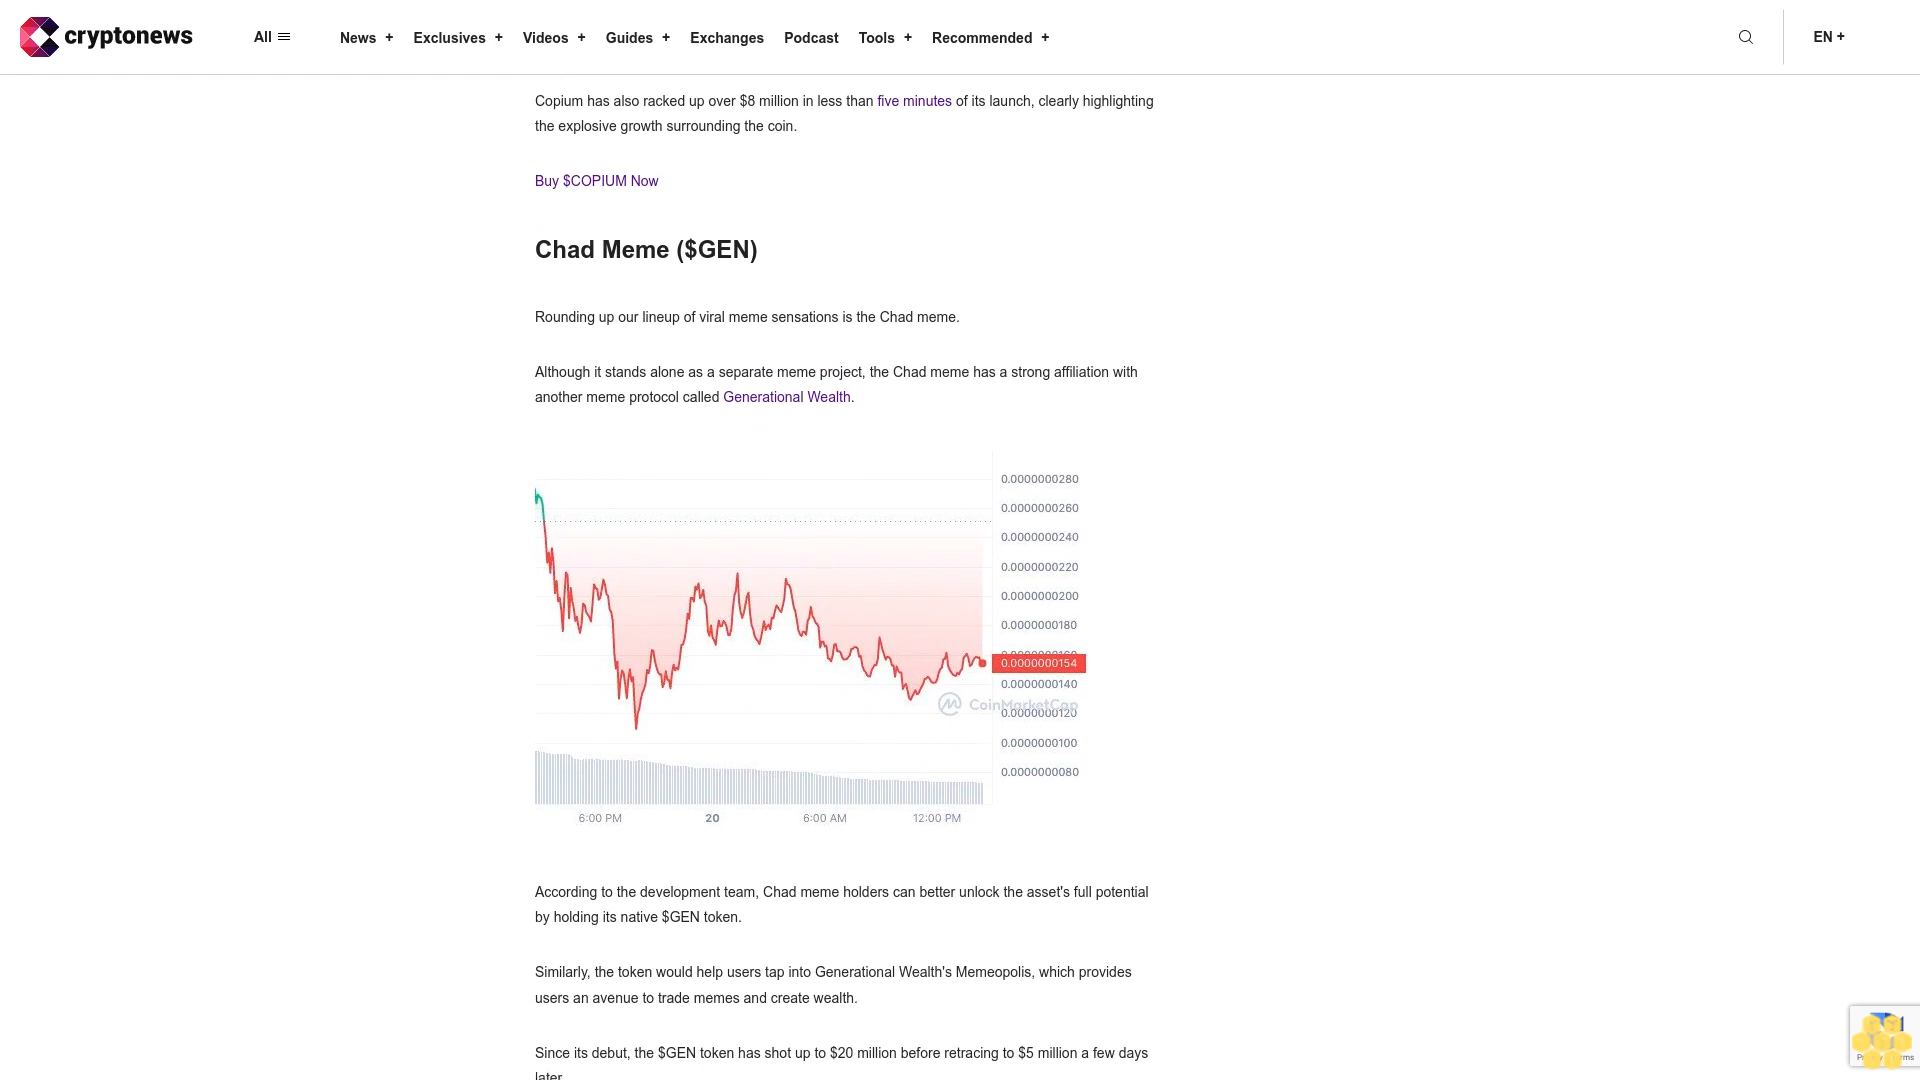 cryptonews
All
News +
Exclusives +
Videos +
Guides +
Exchanges
Podcast
Tools +
Recommended +
EN +
Copium has also racked up over $8 million in less than five minutes of its launch, clearly highlighting
the explosive growth surrounding the coin.
Buy $COPIUM Now
Chad Meme ($GEN)
Rounding up our lineup of viral meme sensations is the Chad meme.
Although it stands alone as a separate meme project, the Chad meme has a strong affiliation with
another meme protocol called Generational Wealth.
0.0000000280
0.0000000260
0.0000000240
0.0000000220
0.0000000200
0.0000000180
0.0000000154
0.0000000140
CoinMarketCap
0.0000000120
0.0000000100
0.0000000080
6:00 PM
20
6:00 AM
12:00 PM
According to the development team, Chad meme holders can better unlock the asset's full potential
by holding its native $GEN token.
Similarly, the token would help users tap into Generational Wealth's Memeopolis, which provides
users an avenue to trade memes and create wealth.
Since its debut, the $GEN token has shot up to $20 million before retracing to $5 million a few days
later.